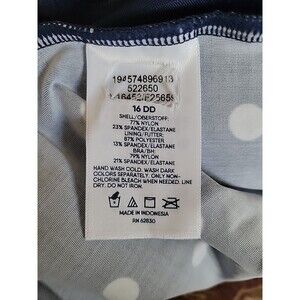 194574896913
522650
16 DD
SHELL/OBERSTOFF:
77% NYLON
23% SPANDEX/ELASTANE
LINING/FUTTER:
87% POLYESTER
13% SPANDEX/ELASTANE
BRA/BH:
79% NYLON
21% SPANDEX/ELASTANE
HAND WASH COLD. WASH DARK
COLORS SEPARATELY. ONLY NON-
CHLORINE BLEACH WHEN NEEDED. LINE
DRY. DO NOT IRON.
MADE IN INDONESIA
RN 62830